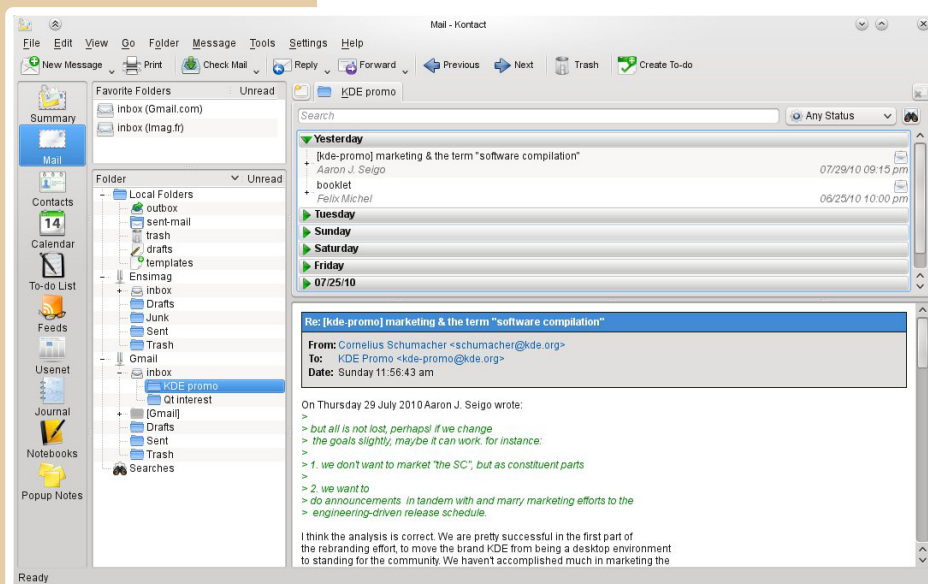 Mail - Kontact
File Edit View Go Folder Message Tools Settings Help
New Message Print Check Mail Reply Forward Previous Next Trash Create To-do
Summary
Mail
Contacts
14
Calendar
To-do List
Feeds
Usenet
Journal
Notebooks
Popup Notes
Favorite Folders Unread
inbox (Gmail.com)
inbox (Imag.fr)
Folder Unread
Local Folders
outbox
sent-mail
trash
drafts
templates
Ensimag
inbox
Drafts
Junk
Sent
Trash
Gmail
inbox
KDE promo
Qt interest
[Gmail]
Drafts
Sent
Trash
Searches
KDE promo
Search Any Status
Yesterday
[kde-promo] marketing & the term "software compilation"
Aaron J. Seigo 07/29/10 09:15 pm
booklet
Felix Michel 06/25/10 10:00 pm
Tuesday
Sunday
Saturday
Friday
07/25/10
Re: [kde-promo] marketing & the term "software compilation"
From: Cornelius Schumacher <schumacher@kde.org>
To: KDE Promo <kde-promo@kde.org>
Date: Sunday 11:56:43 am
On Thursday 29 July 2010 Aaron J. Seigo wrote:
>
> but all is not lost, perhaps! if we change
> the goals slightly, maybe it can work. for instance:
>
> 1. we don't want to market "the SC", but as constituent parts
>
> 2. we want to
> do announcements in tandem with and marry marketing efforts to the
> engineering-driven release schedule.
I think the analysis is correct. We are pretty successful in the first part of
the rebranding effort, to move the brand KDE from being a desktop environment
to standing for the community. We haven't accomplished much in marketing the
Ready